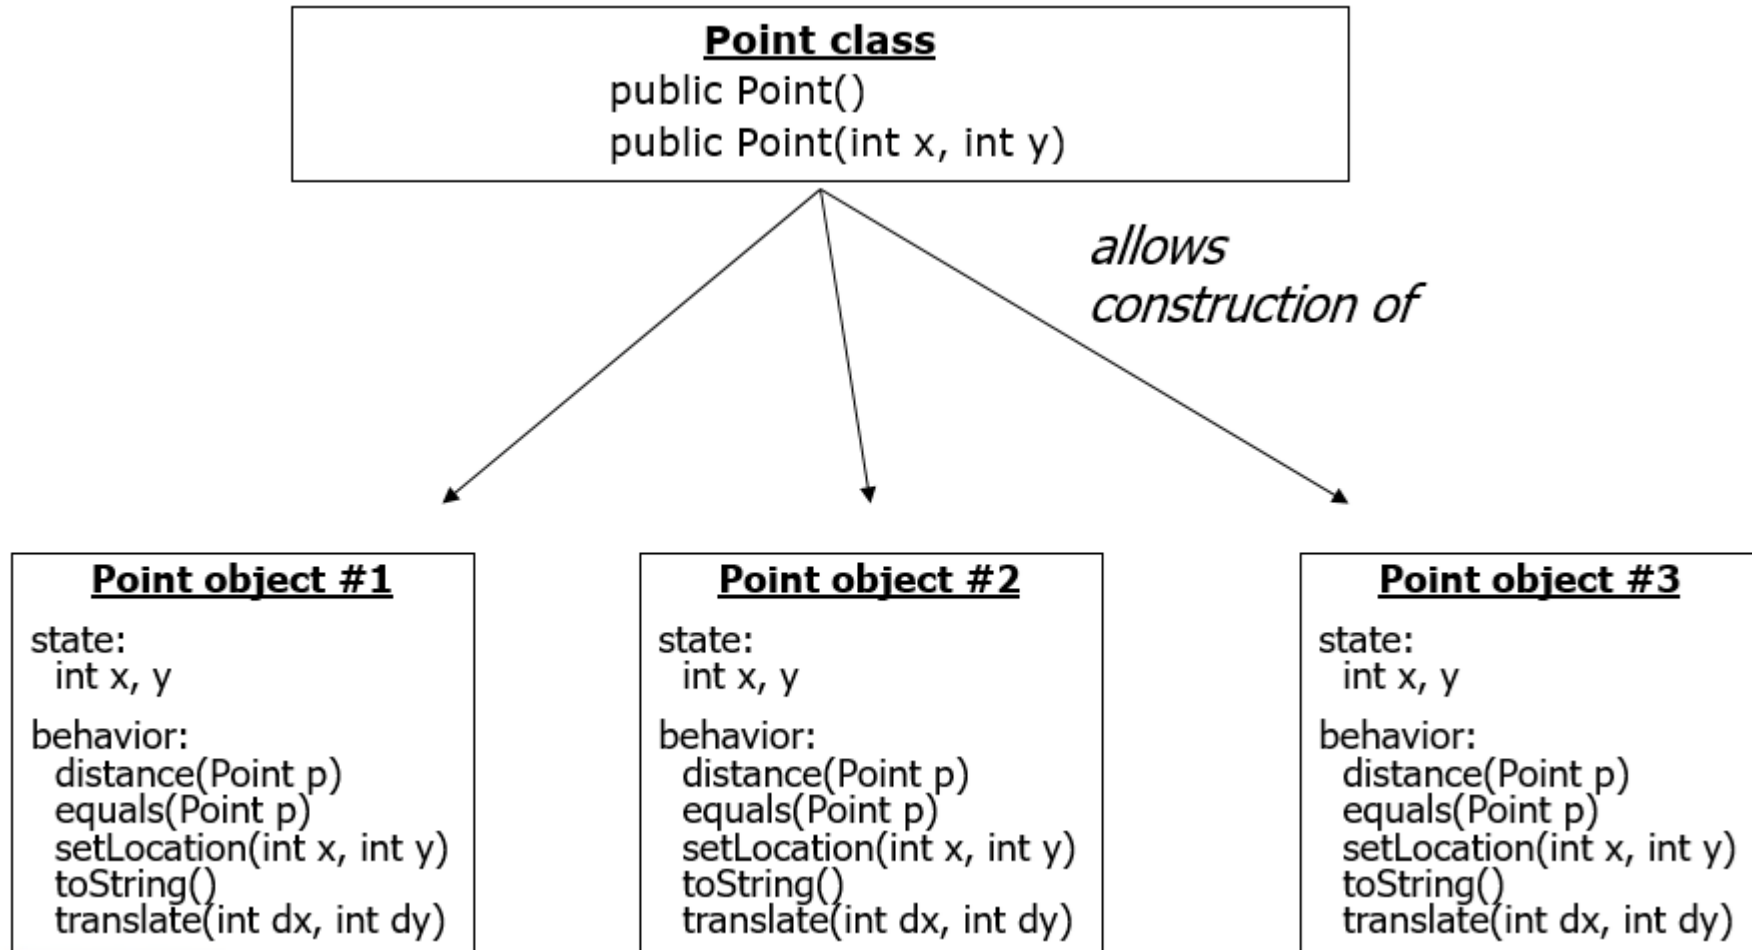 Point class
public Point()
public Point(int x, int y)
allows
construction of
Point object #1
state:
int x, y
behavior:
distance(Point p)
equals(Point p)
setLocation(int x, int y)
toString()
translate(int dx, int dy)
Point object #2
state:
int x, y
behavior:
distance(Point p)
equals(Point p)
setLocation(int x, int y)
toString()
translate(int dx, int dy)
Point object #3
state:
int x, y
behavior:
distance(Point p)
equals(Point p)
setLocation(int x, int y)
toString()
translate(int dx, int dy)